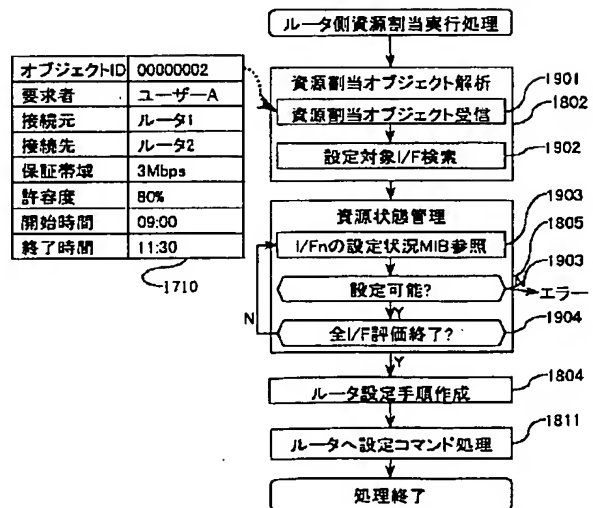 ルータ側資源割当実行処理
オブジェクトID 00000002
要求者 ユーザーA
接続元 ルータ1
接続先 ルータ2
保証帯域 3Mbps
許容度 80%
開始時間 09:00
終了時間 11:30
1710
資源割当オブジェクト解析
資源割当オブジェクト受信
1901
1802
設定対象I/F検索
1902
資源状態管理
1903
I/Fnの設定状況MIB参照
1805
設定可能?
1903
N
エラー
Y
全I/F評価終了?
1904
N
Y
ルータ設定手順作成
1804
ルータへ設定コマンド処理
1811
処理終了